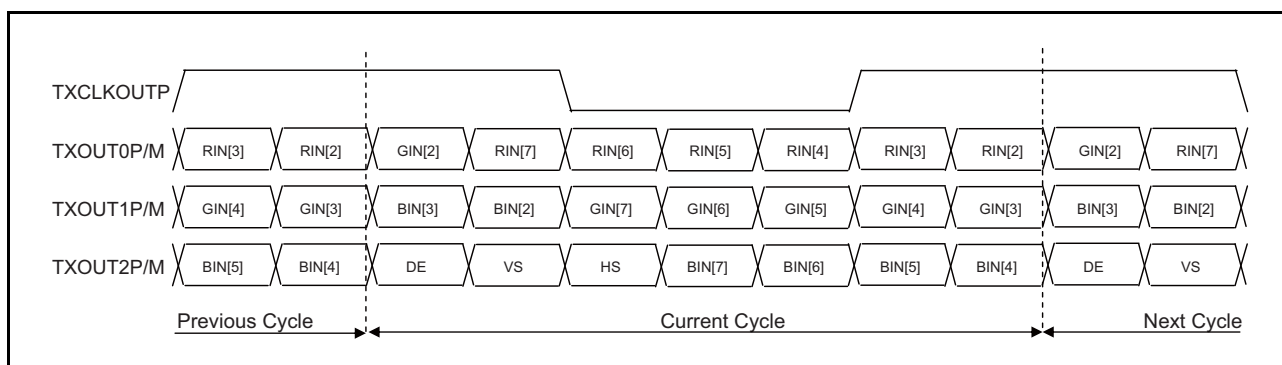 TXCLKOUTP
TXOUT0P/M RIN[3] RIN[2] GIN[2] RIN[7] RIN[6] RIN[5] RIN[4] RIN[3] RIN[2] GIN[2] RIN[7]
TXOUT1P/M GIN[4] GIN[3] BIN[3] BIN[2] GIN[7] GIN[6] GIN[5] GIN[4] GIN[3] BIN[3] BIN[2]
TXOUT2P/M BIN[5] BIN[4] DE VS HS BIN[7] BIN[6] BIN[5] BIN[4] DE VS
Previous Cycle Current Cycle Next Cycle